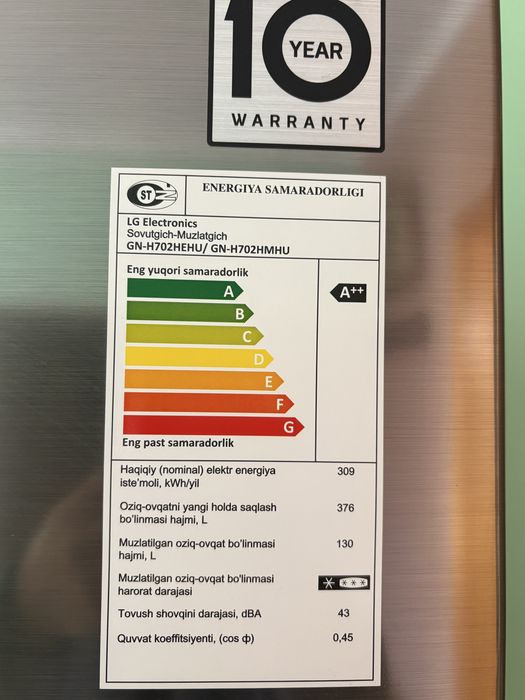 10 YEAR
WARRANTY
ST
ENERGIYA SAMARADORLIGI
LG Electronics
Sovutgich-Muzlatgich
GN-H702HEHU/ GN-H702HMHU
Eng yuqori samaradorlik
A
A++
B
C
D
E
F
G
Eng past samaradorlik
Haqiqiy (nominal) elektr energiya
iste'moli, kWh/yil
309
Oziq-ovqatni yangi holda saqlash
bo'linmasi hajmi, L
376
Muzlatilgan oziq-ovqat bo'linmasi
hajmi, L
130
Muzlatilgan oziq-ovqat bo'linmasi
harorat darajasi
Tovush shovqini darajasi, dBA
43
Quvvat koeffitsiyenti, (cos ф)
0,45